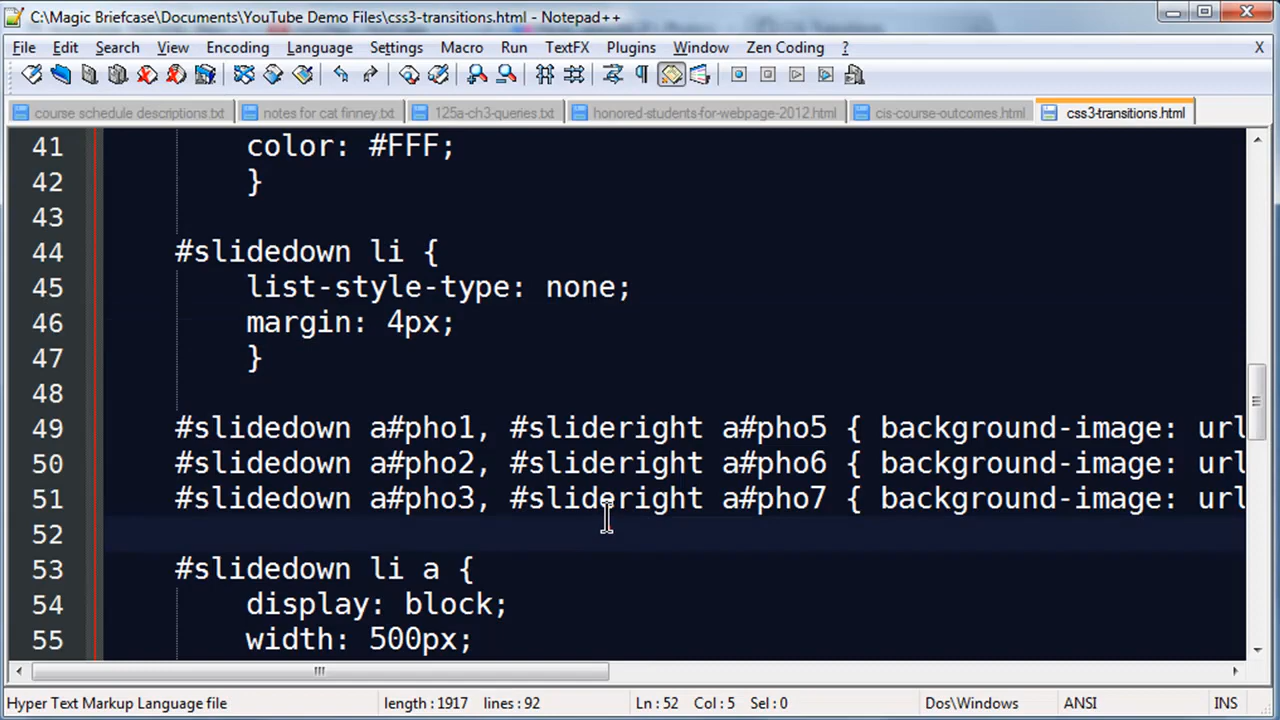 C:\Magic Briefcase\Documents\YouTube Demo Files\css3-transitions.html - Notepad++
File Edit Search View Encoding Language Settings Macro Run TextFX Plugins Window Zen Coding ? X
course schedule descriptions.txt notes for cat finney.txt 125a-ch3-queries.txt honored-students-for-webpage-2012.html cis-course-outcomes.html css3-transitions.html
41 color: #FFF;
42 }
43
44 #slidedown li {
45 list-style-type: none;
46 margin: 4px;
47 }
48
49 #slidedown a#pho1, #slideright a#pho5 { background-image: url
50 #slidedown a#pho2, #slideright a#pho6 { background-image: url
51 #slidedown a#pho3, #slideright a#pho7 { background-image: url
52
53 #slidedown li a {
54 display: block;
55 width: 500px;
Hyper Text Markup Language file length : 1917 lines : 92 Ln : 52 Col : 5 Sel : 0 Dos\Windows ANSI INS